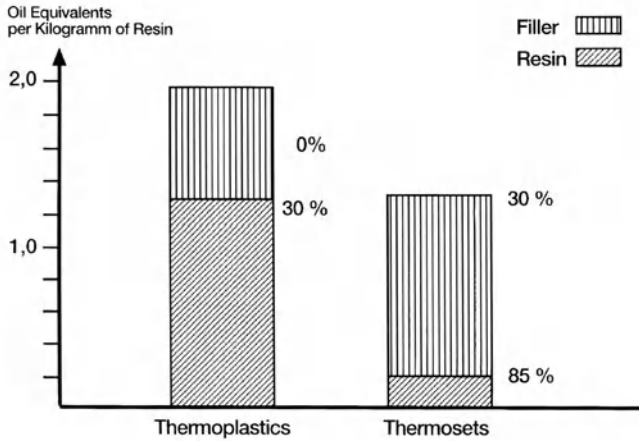 Oil Equivalents
per Kilogramm of Resin
Filler
Resin
2,0
0%
30 %
30 %
1,0
85 %
Thermoplastics
Thermosets